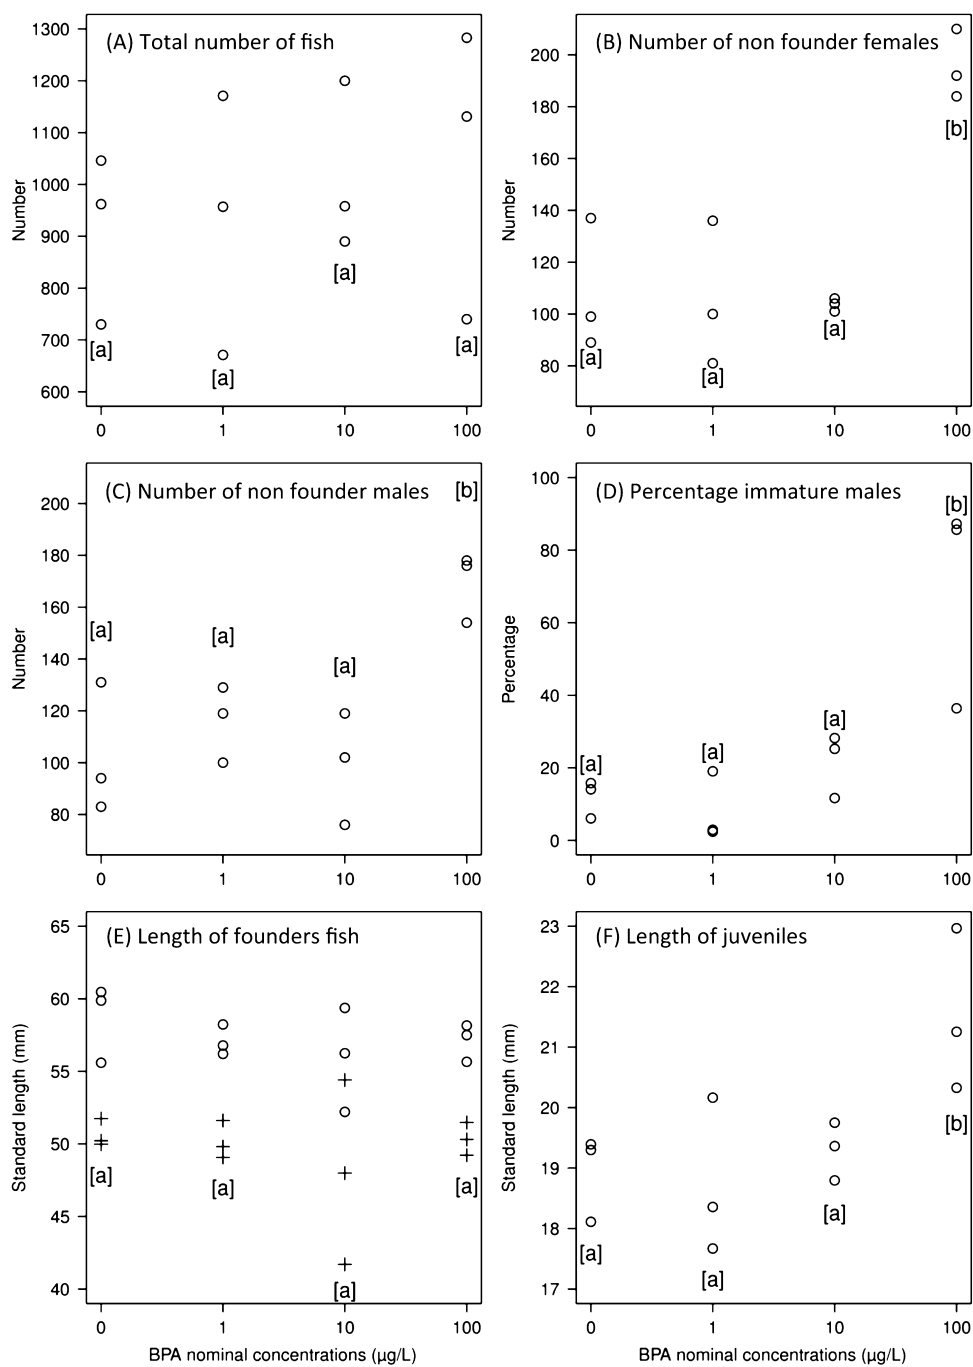 (A) Total number of fish
Number
1300
1200
1100
1000
900
800
700
600
[a]
[a]
[a]
[a]
0
1
10
100
(B) Number of non founder females
Number
200
180
160
140
120
100
80
[b]
[a]
[a]
[a]
0
1
10
100
(C) Number of non founder males
Number
200
180
160
140
120
100
80
[b]
[a]
[a]
[a]
0
1
10
100
(D) Percentage immature males
Percentage
100
80
60
40
20
0
[b]
[a]
[a]
[a]
0
1
10
100
(E) Length of founders fish
Standard length (mm)
65
60
55
50
45
40
[a]
[a]
[a]
[a]
0
1
10
100
BPA nominal concentrations (µg/L)
(F) Length of juveniles
Standard length (mm)
23
22
21
20
19
18
17
[b]
[a]
[a]
[a]
0
1
10
100
BPA nominal concentrations (µg/L)